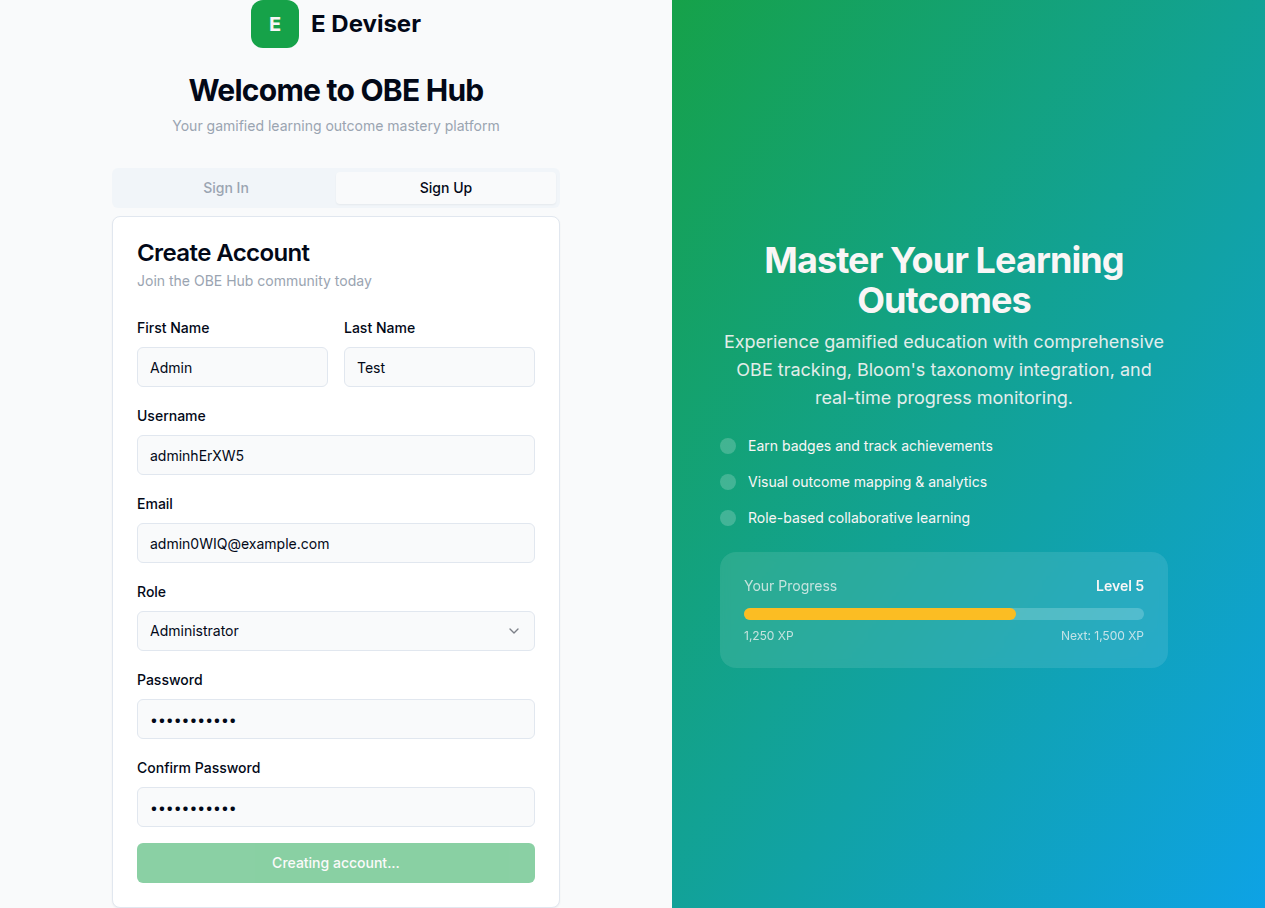 E
E Deviser
Welcome to OBE Hub
Your gamified learning outcome mastery platform
Sign In
Sign Up
Create Account
Join the OBE Hub community today
First Name
Last Name
Admin
Test
Username
adminhErXW5
Email
admin0WlQ@example.com
Role
Administrator
Password
•••••••••••
Confirm Password
•••••••••••
Creating account...
Master Your Learning
Outcomes
Experience gamified education with comprehensive
OBE tracking, Bloom's taxonomy integration, and
real-time progress monitoring.
Earn badges and track achievements
Visual outcome mapping & analytics
Role-based collaborative learning
Your Progress
Level 5
1,250 XP
Next: 1,500 XP